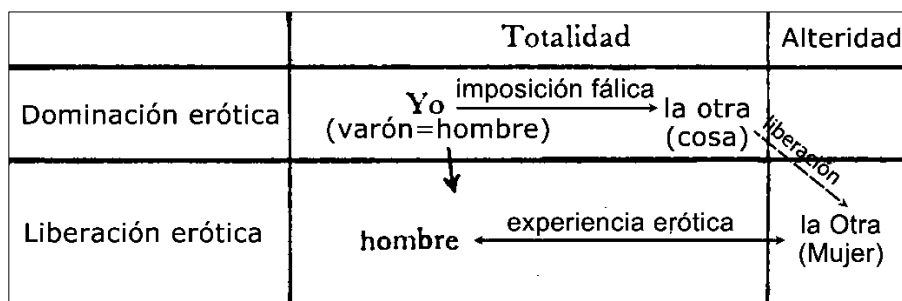 Totalidad
Alteridad
Dominación erótica
Yo
(varón=hombre)
imposición fálica
la otra
(cosa)
liberación
Liberación erótica
hombre
experiencia erótica
la Otra
(Mujer)